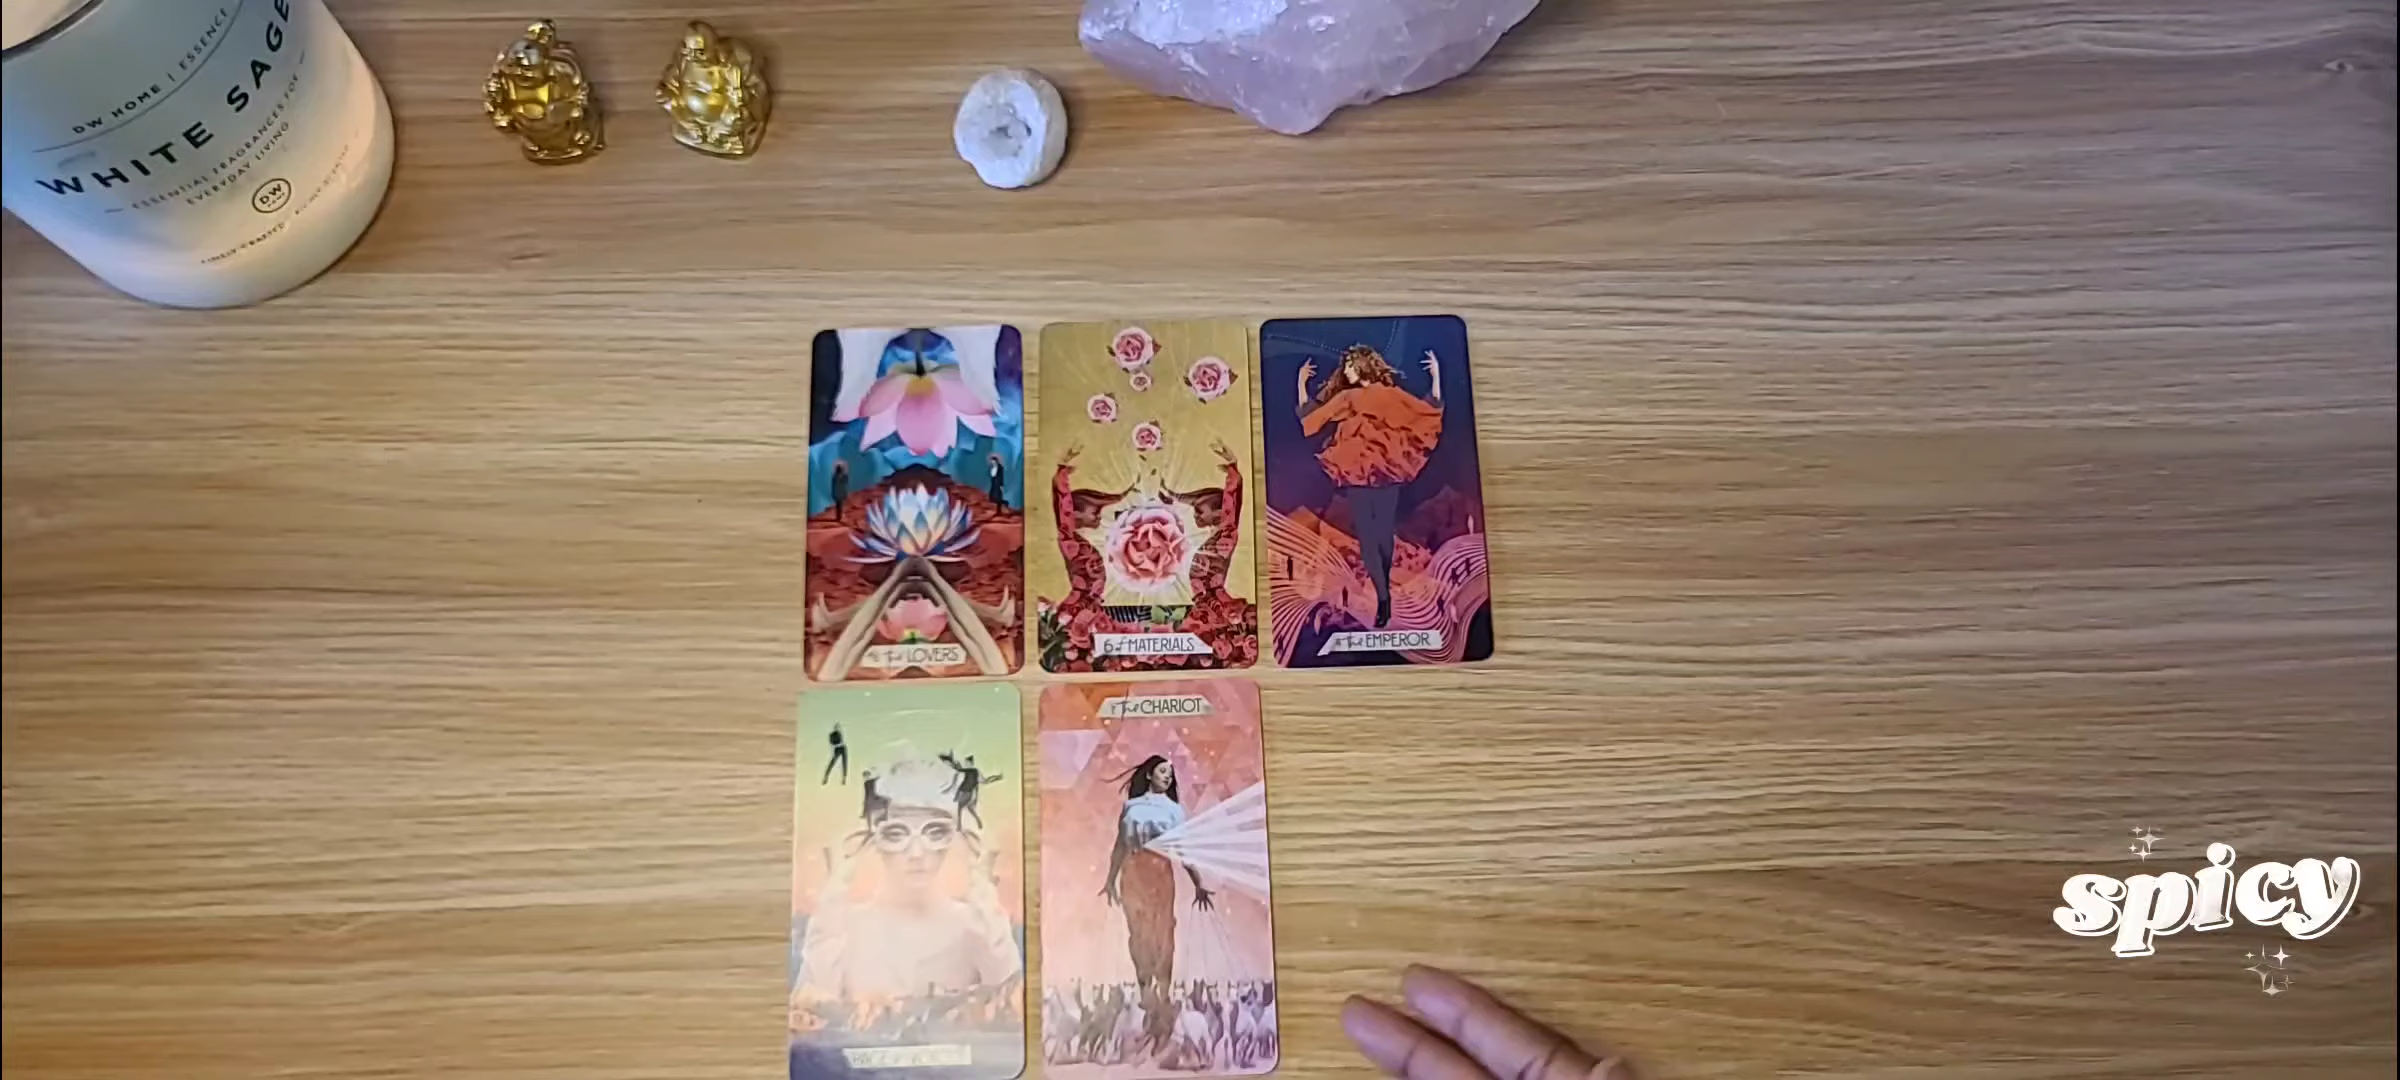 DW HOME | ESSENCE
WHITE SAGE
ESSENTIAL FRAGRANCES FOR
EVERYDAY LIVING
DW
HOME
the LOVERS
6 of MATERIALS
the EMPEROR
the CHARIOT
spicy